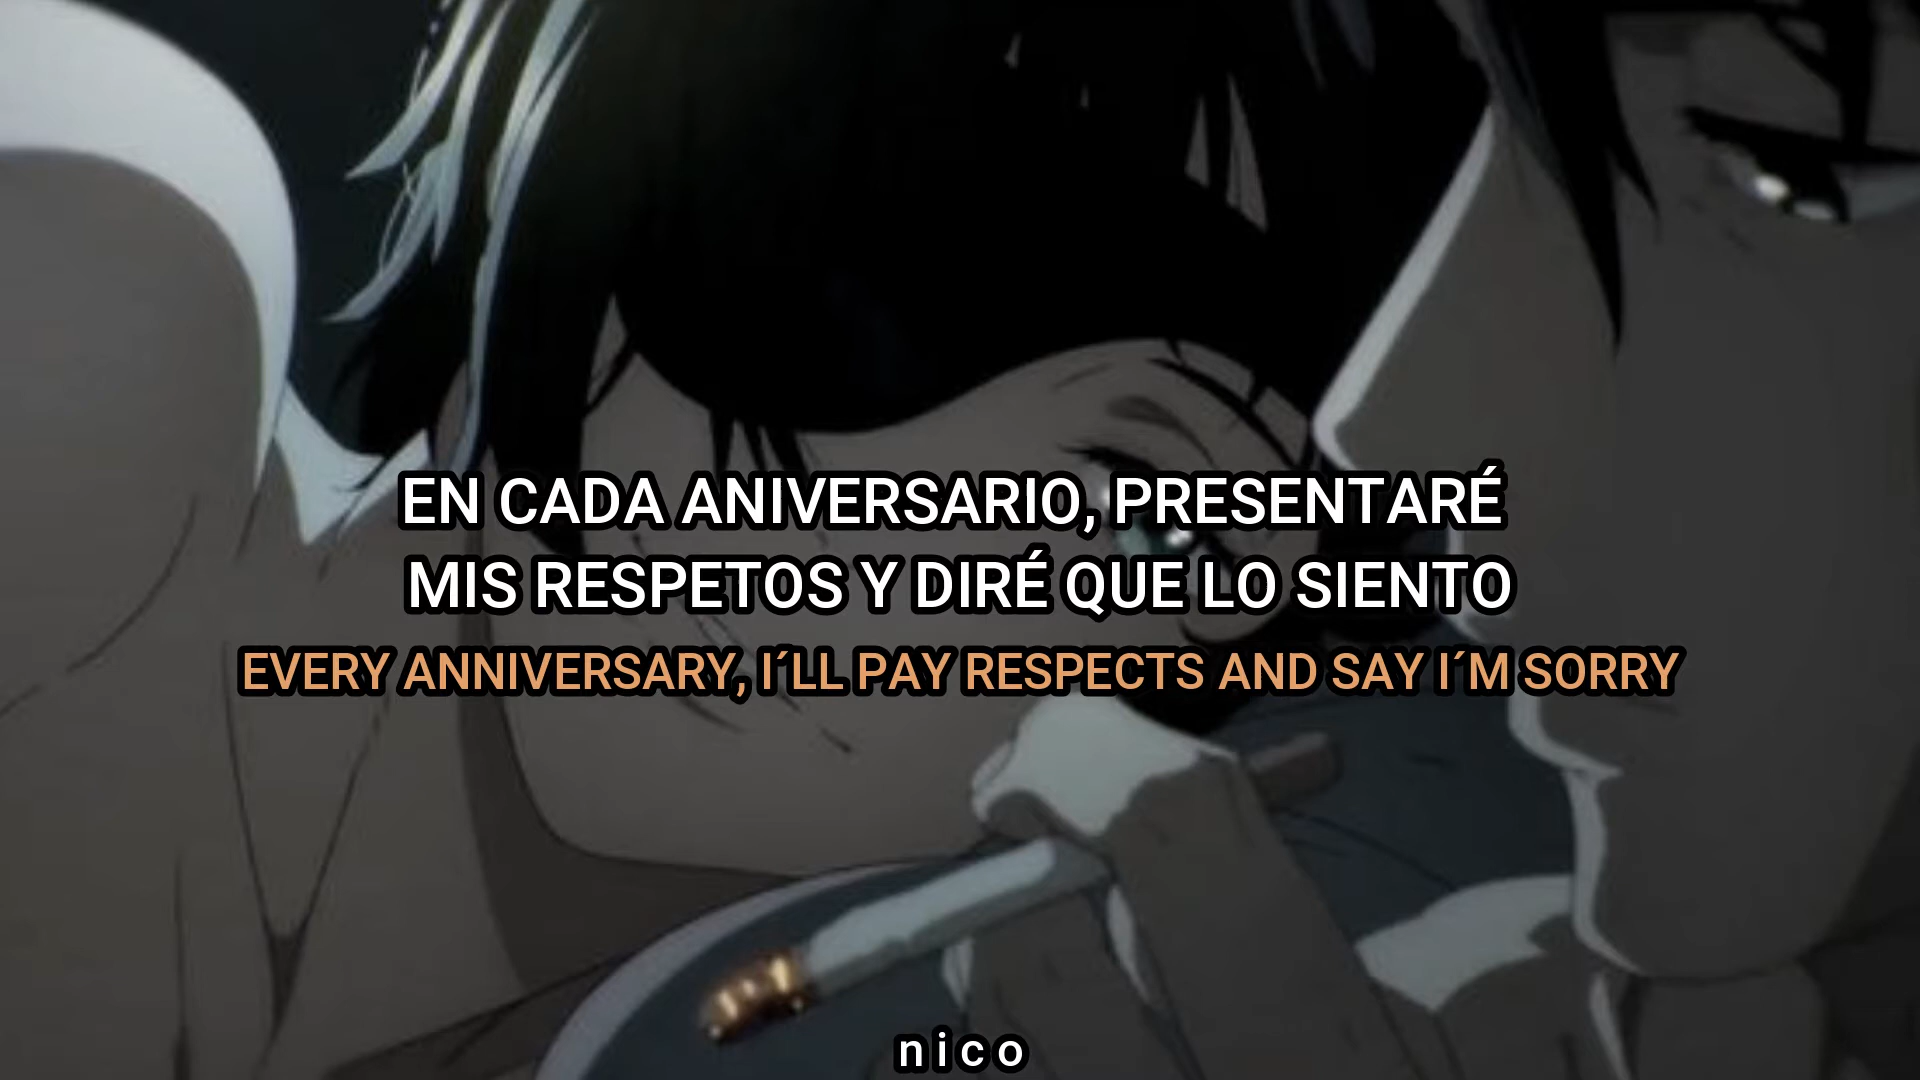 EN CADA ANIVERSARIO, PRESENTARÉ
MIS RESPETOS Y DIRÉ QUE LO SIENTO
EVERY ANNIVERSARY, I´LL PAY RESPECTS AND SAY I´M SORRY
nico